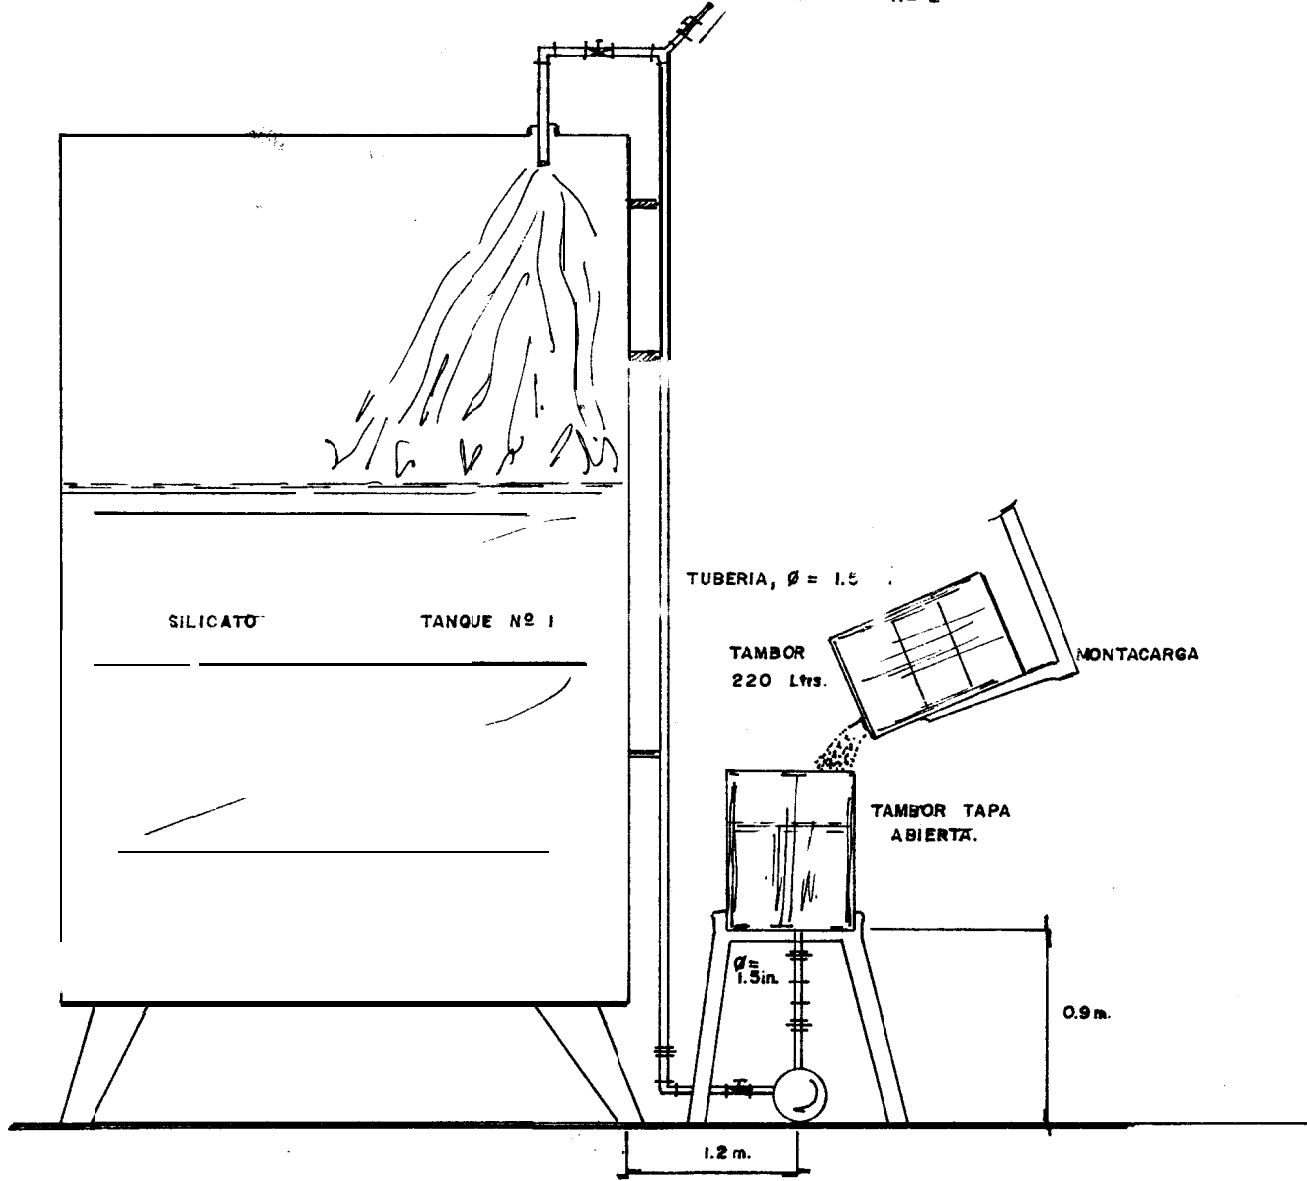 TUBERIA, Ø = 1.5
SILICATO
TANQUE Nº 1
TAMBOR
220 Ltrs.
MONTACARGA
TAMBOR TAPA
ABIERTA.
Ø=
1.5in.
0.9 m.
1.2 m.